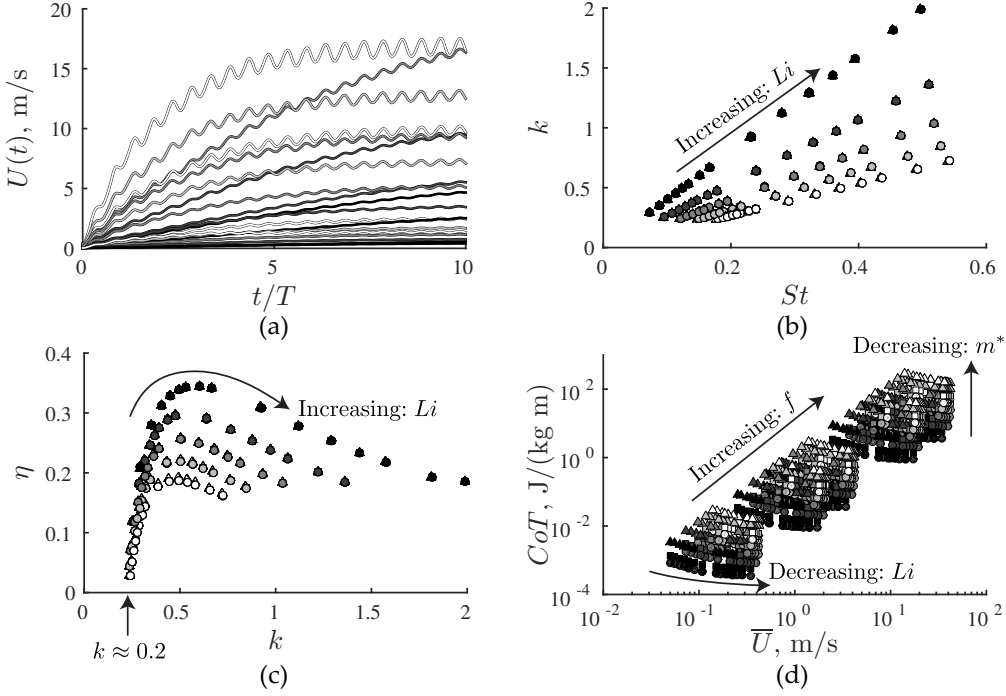 20
15
10
5
0
0
5
10
U(t), m/s
t/T
(a)
2
1.5
1
0.5
0
0
0.2
0.4
0.6
k
St
Increasing: Li
(b)
0.4
0.3
0.2
0.1
0
0
0.5
1
1.5
2
η
k
Increasing: Li
k ≈ 0.2
(c)
10^2
10^0
10^-2
10^-4
10^-2
10^-1
10^0
10^1
10^2
CoT, J/(kg m)
U̅, m/s
Decreasing: m*
Increasing: f
Decreasing: Li
(d)